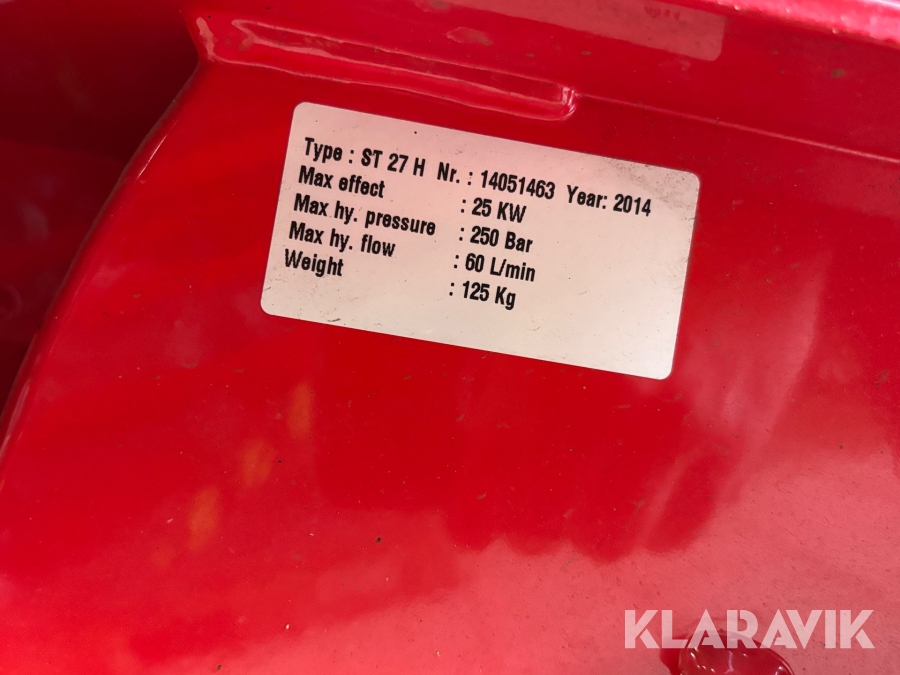 Type : ST 27 H Nr. : 14051463 Year: 2014
Max effect : 25 KW
Max hy. pressure : 250 Bar
Max hy. flow : 60 L/min
Weight : 125 Kg
KLARAVIK